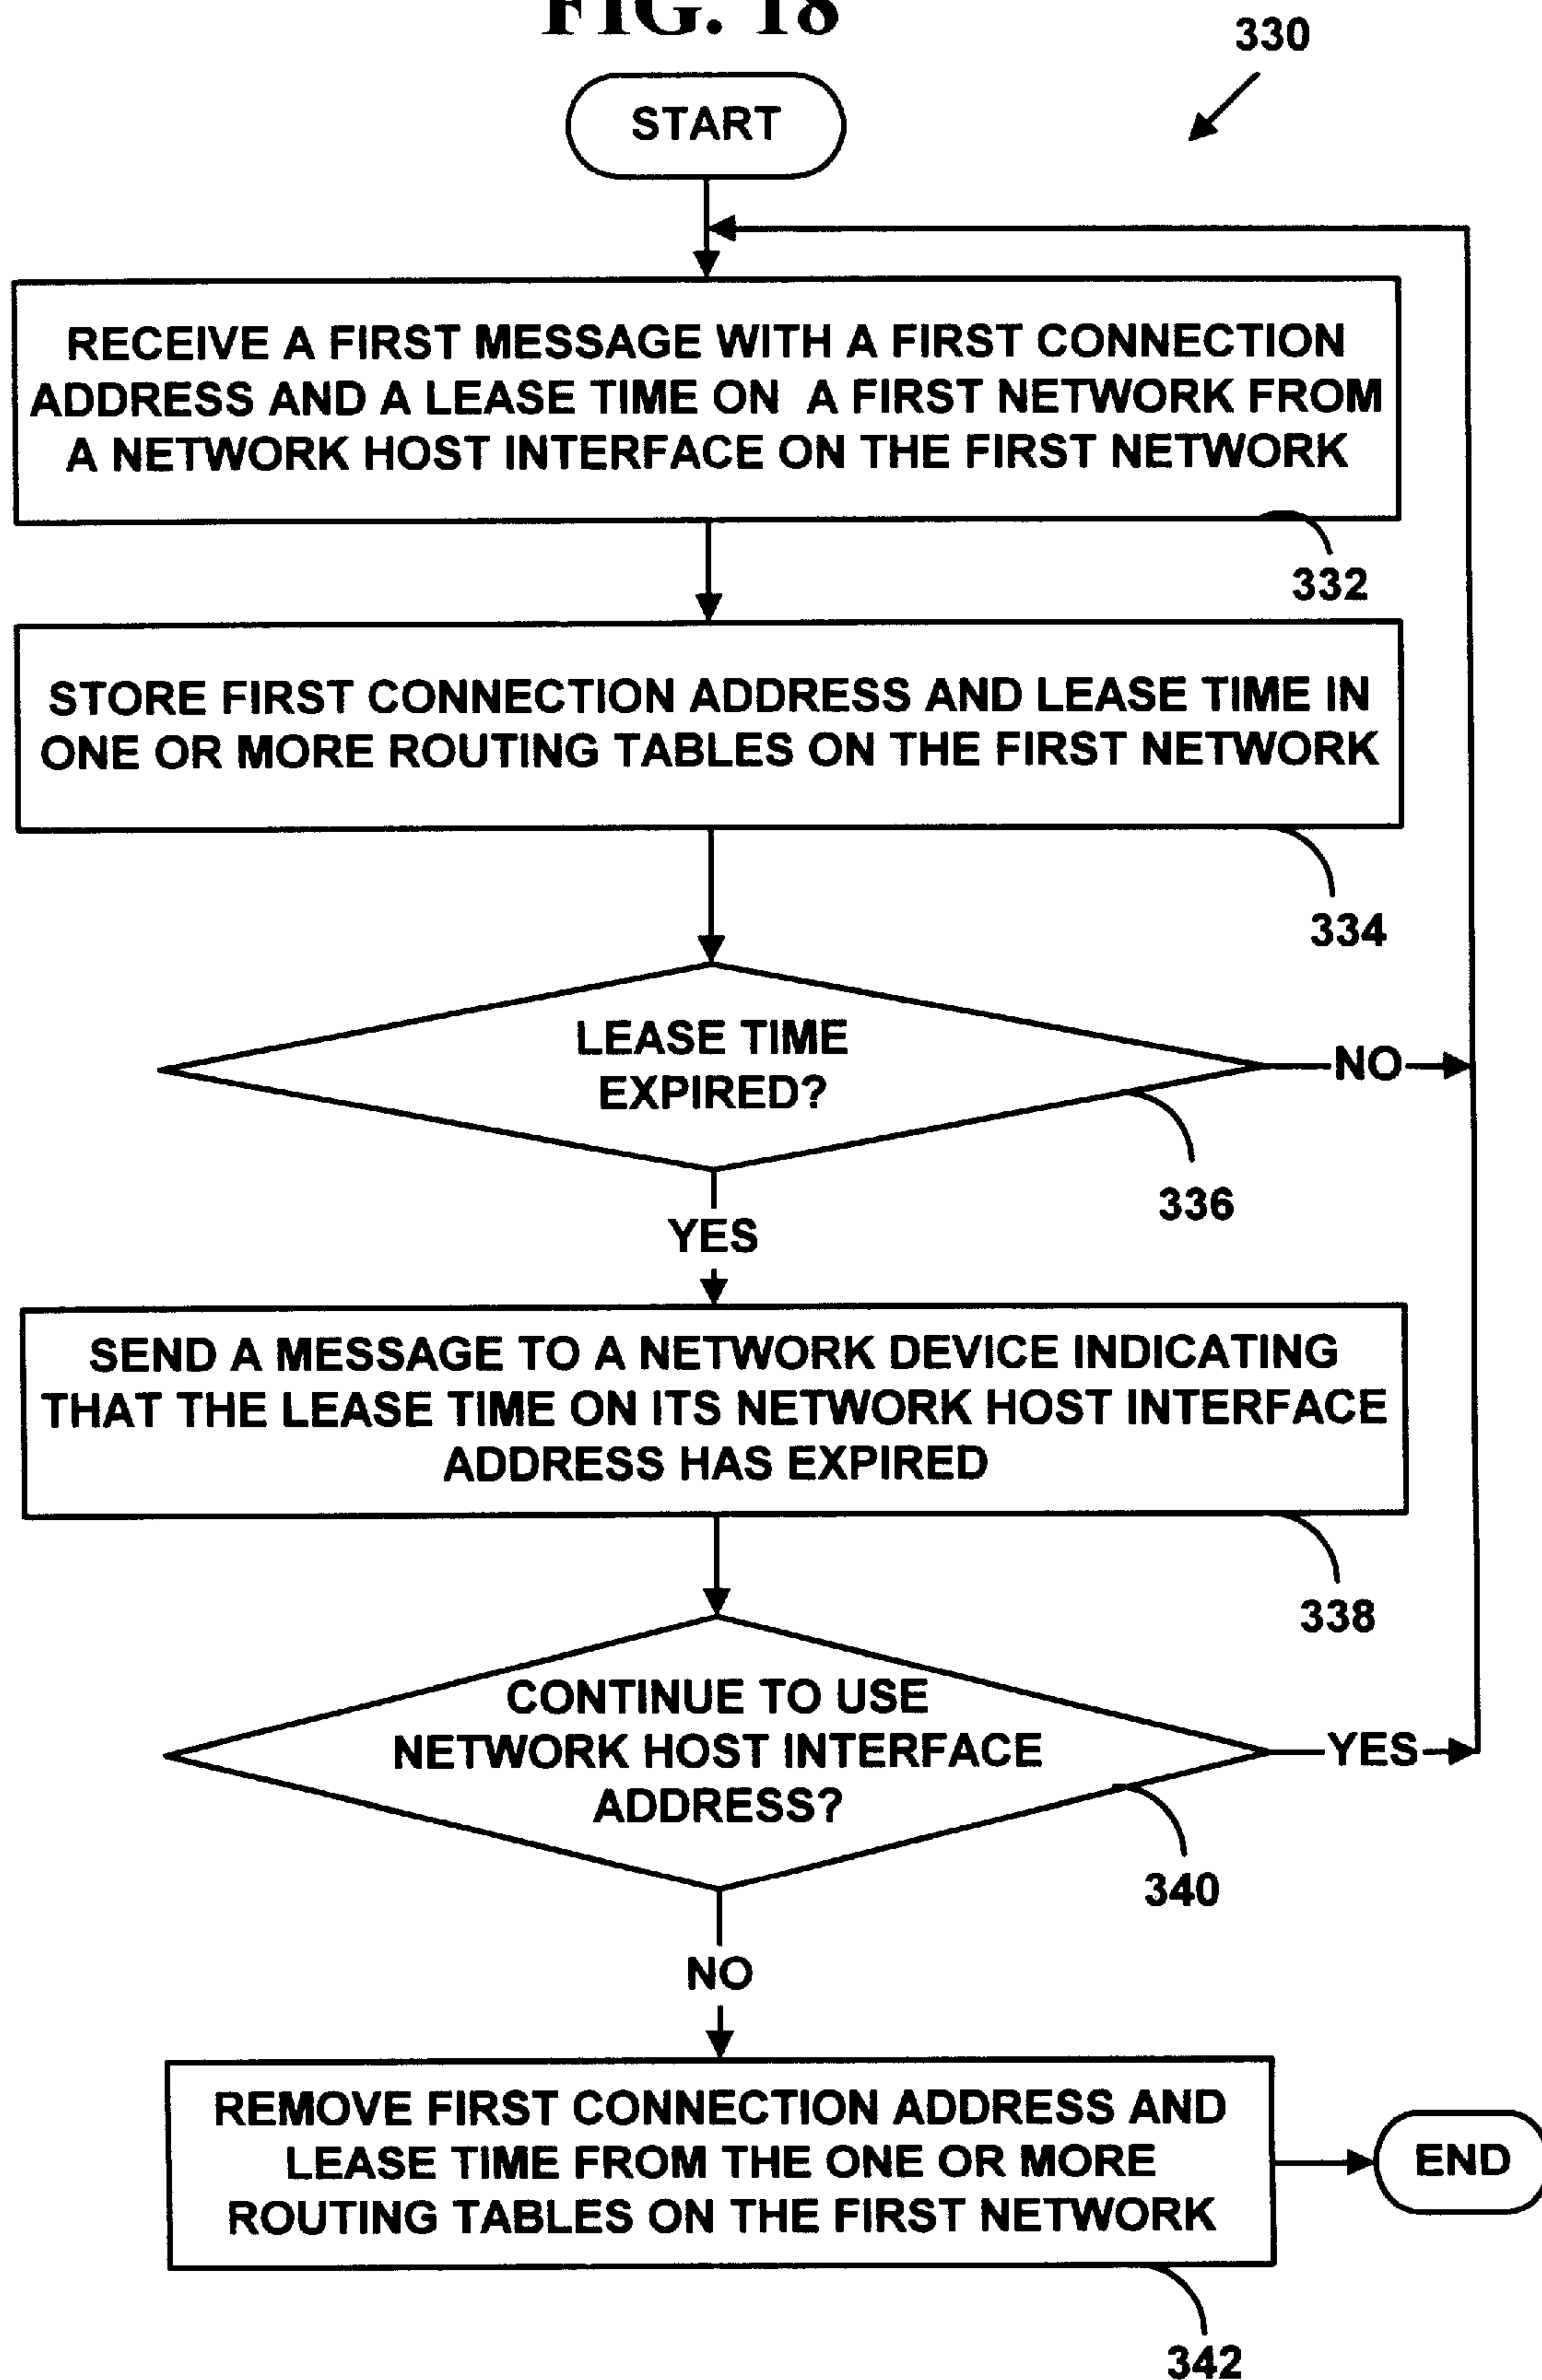 FIG. 18
330
START
RECEIVE A FIRST MESSAGE WITH A FIRST CONNECTION
ADDRESS AND A LEASE TIME ON A FIRST NETWORK FROM
A NETWORK HOST INTERFACE ON THE FIRST NETWORK
332
STORE FIRST CONNECTION ADDRESS AND LEASE TIME IN
ONE OR MORE ROUTING TABLES ON THE FIRST NETWORK
334
LEASE TIME
EXPIRED?
NO
336
YES
SEND A MESSAGE TO A NETWORK DEVICE INDICATING
THAT THE LEASE TIME ON ITS NETWORK HOST INTERFACE
ADDRESS HAS EXPIRED
338
CONTINUE TO USE
NETWORK HOST INTERFACE
ADDRESS?
YES
340
NO
REMOVE FIRST CONNECTION ADDRESS AND
LEASE TIME FROM THE ONE OR MORE
ROUTING TABLES ON THE FIRST NETWORK
END
342